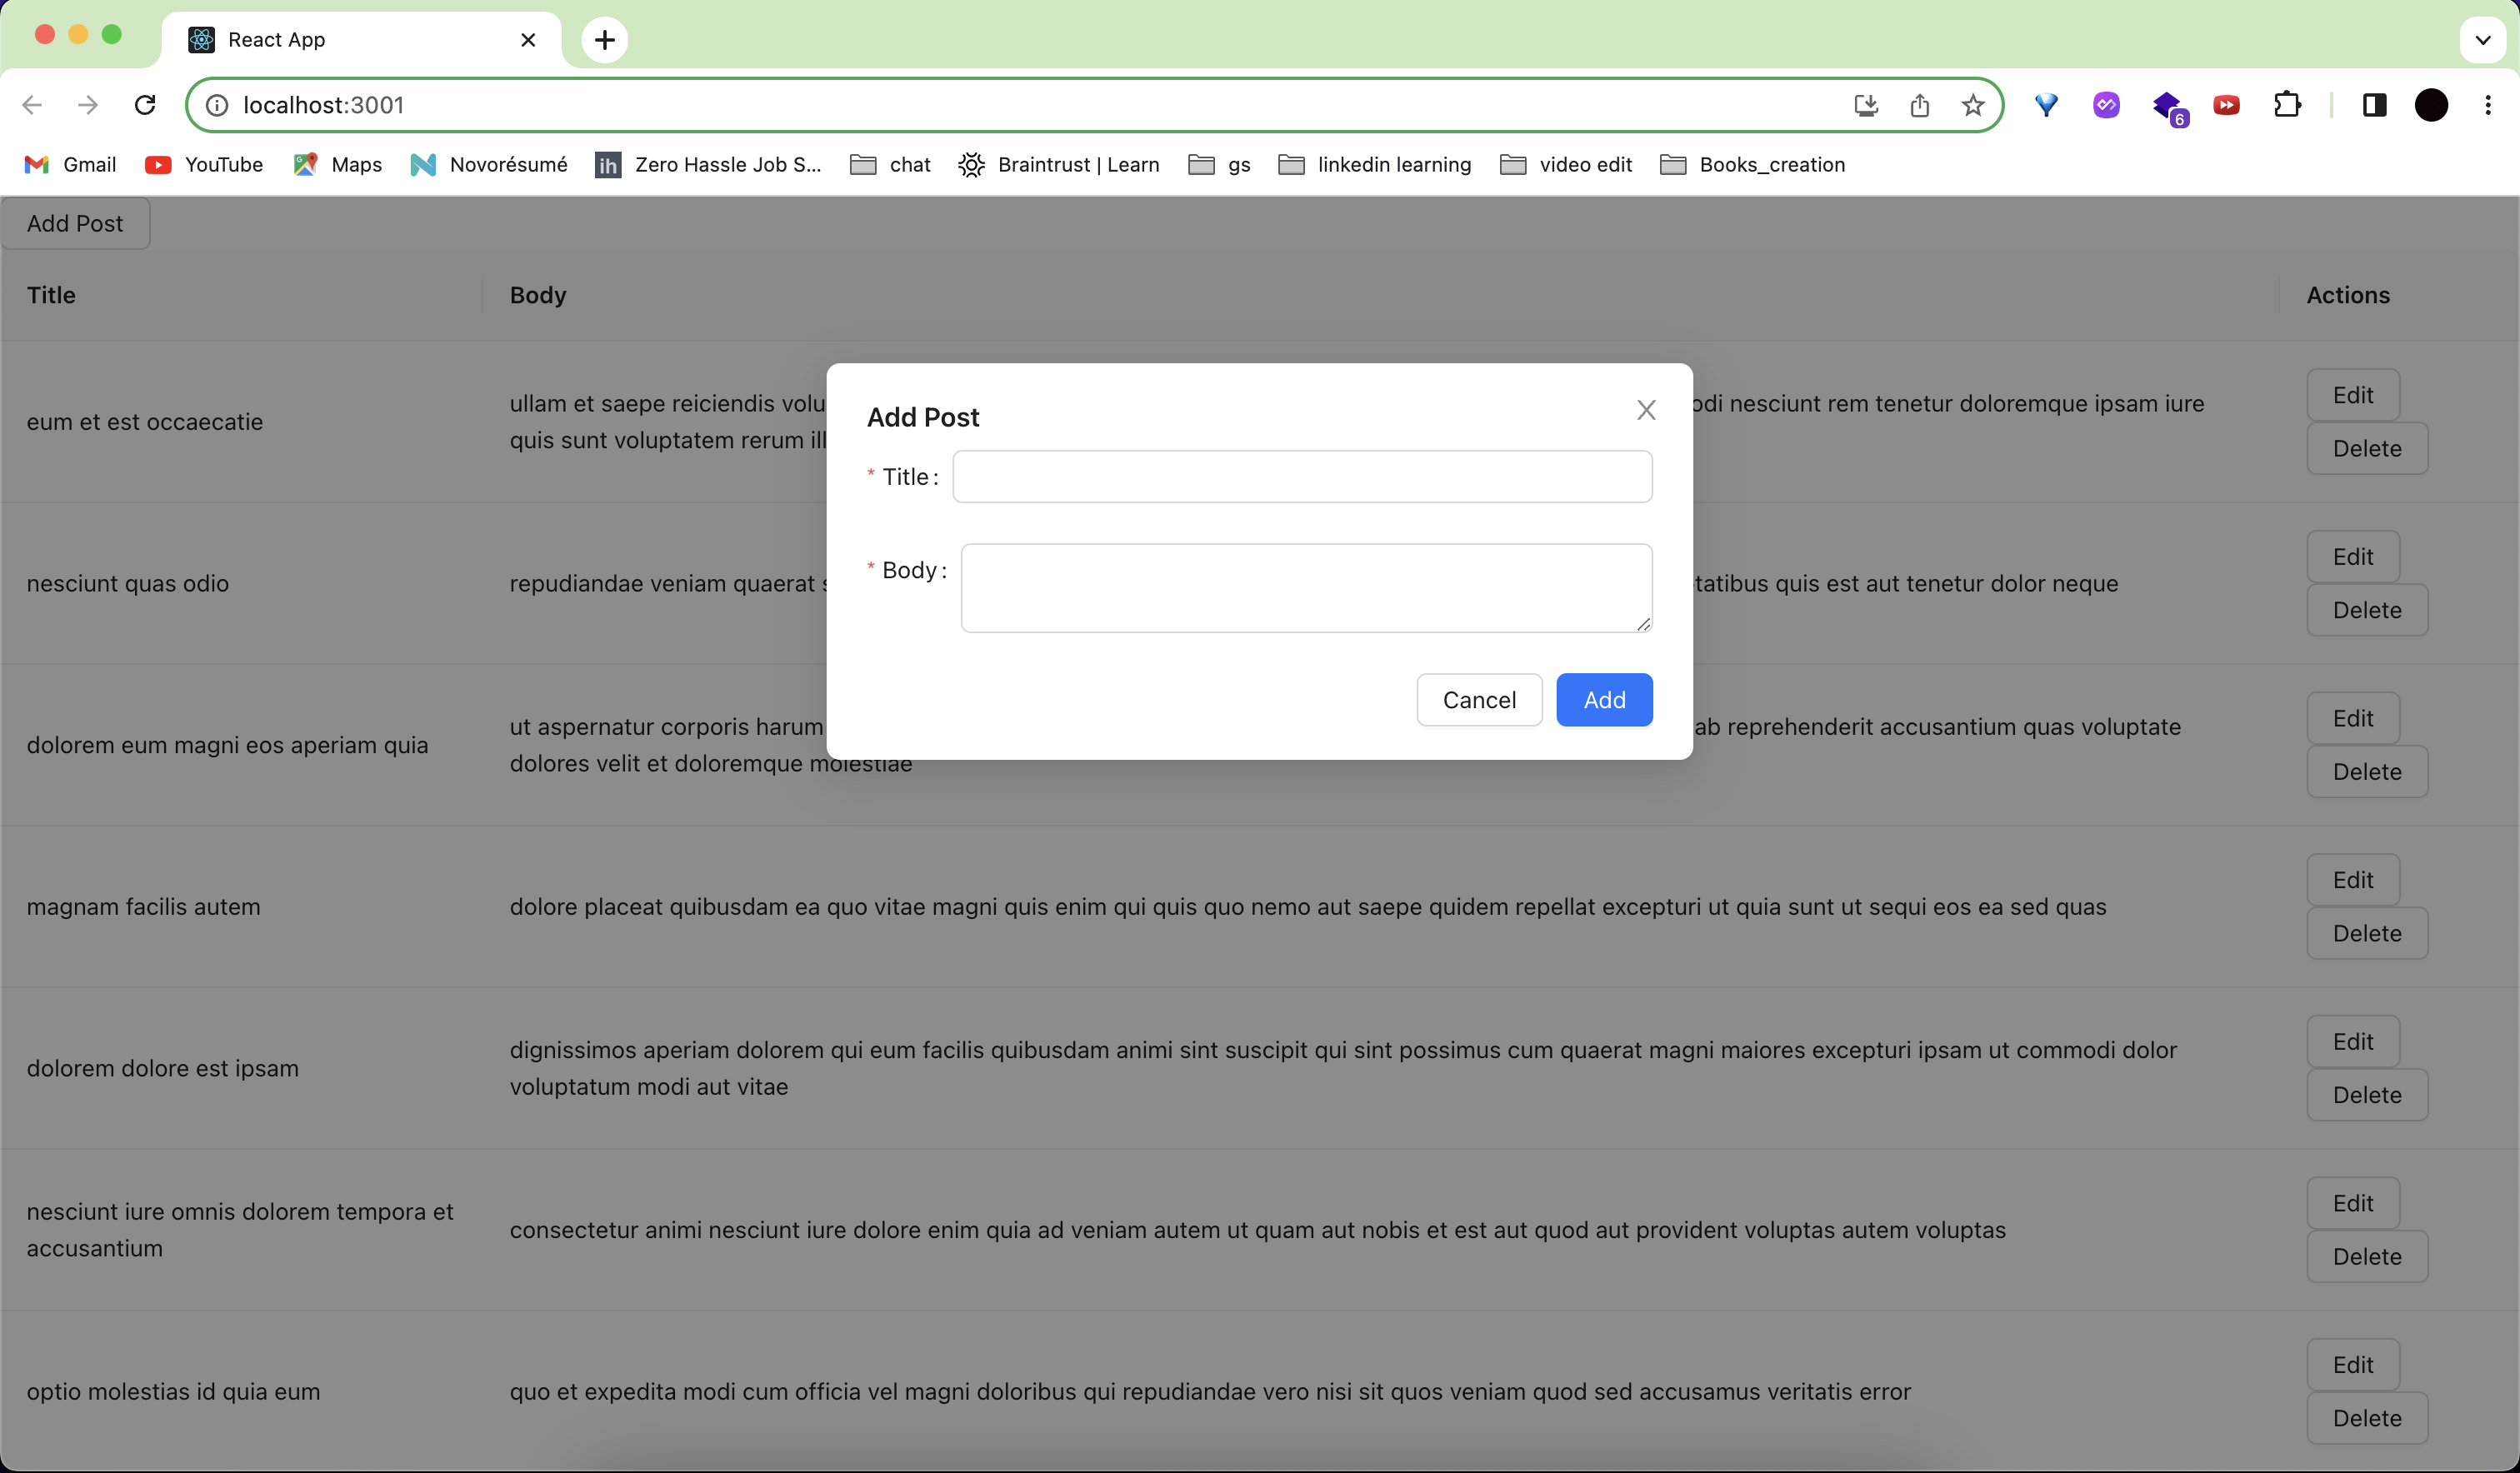 React App
localhost:3001
6
Gmail YouTube Maps Novorésumé ih Zero Hassle Job S... chat Braintrust | Learn gs linkedin learning video edit Books_creation
Add Post
Title Body Actions
Add Post
* Title:
* Body:
Cancel Add
eum et est occaecatie
ullam et saepe reiciendis
nesciunt rem tenetur doloremque ipsam iure
quis sunt voluptatem rerum
Edit
Delete
nesciunt quas odio
repudiandae veniam quaerat
quis est aut tenetur dolor neque
Edit
Delete
dolorem eum magni eos aperiam quia
ut aspernatur corporis harum
ab reprehenderit accusantium quas voluptate
dolores velit et doloremque molestiae
Edit
Delete
magnam facilis autem
dolore placeat quibusdam ea quo vitae magni quis enim qui quis quo nemo aut saepe quidem repellat excepturi ut quia sunt ut sequi eos ea sed quas
Edit
Delete
dolorem dolore est ipsam
dignissimos aperiam dolorem qui eum facilis quibusdam animi sint suscipit qui sint possimus cum quaerat magni maiores excepturi ipsam ut commodi dolor
voluptatum modi aut vitae
Edit
Delete
nesciunt iure omnis dolorem tempora et
accusantium
consectetur animi nesciunt iure dolore enim quia ad veniam autem ut quam aut nobis et est aut quod aut provident voluptas autem voluptas
Edit
Delete
optio molestias id quia eum
quo et expedita modi cum officia vel magni doloribus qui repudiandae vero nisi sit quos veniam quod sed accusamus veritatis error
Edit
Delete